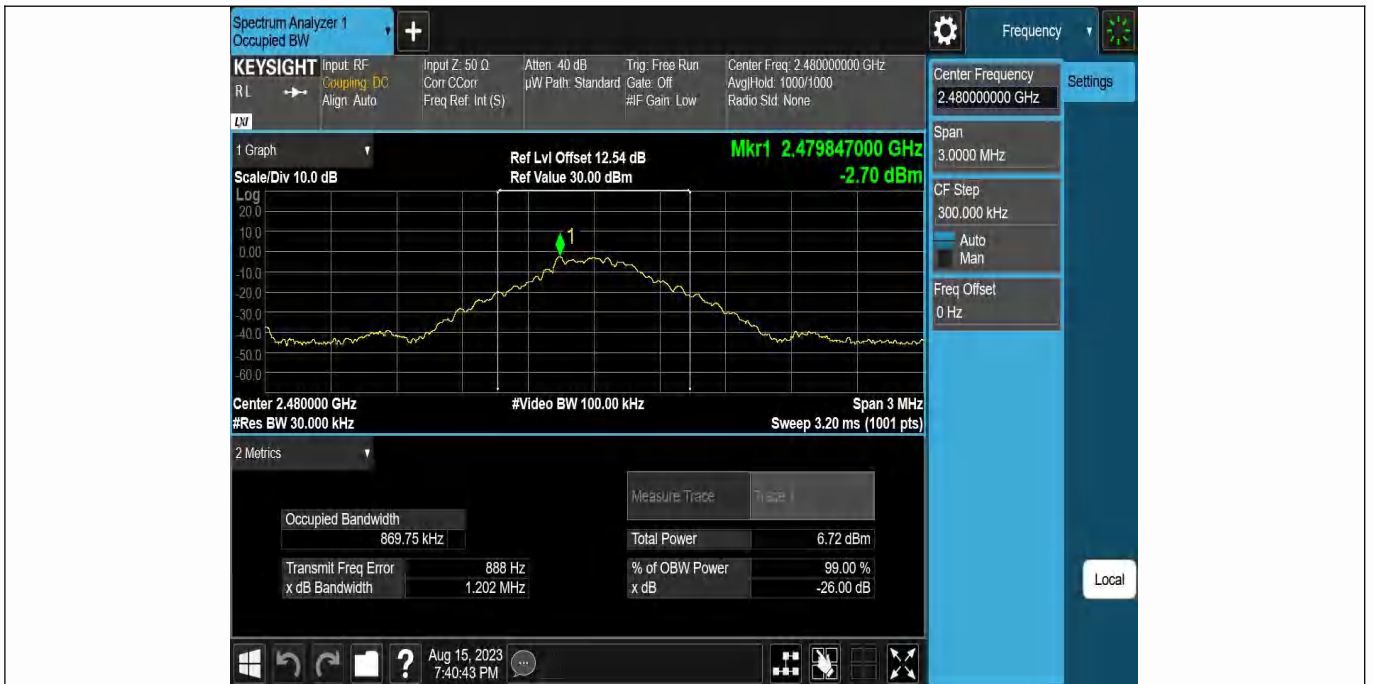 Spectrum Analyzer 1
Occupied BW
+
Frequency
KEYSIGHT
RL
LXI
Input: RF
Coupling: DC
Align: Auto
Input Z: 50 Ω
Corr CCorr
Freq Ref: Int (S)
Atten: 40 dB
µW Path: Standard
Trig: Free Run
Gate: Off
#IF Gain: Low
Center Freq: 2.480000000 GHz
Avg|Hold: 1000/1000
Radio Std: None
Center Frequency
2.480000000 GHz
Settings
Span
3.0000 MHz
CF Step
300.000 kHz
Auto
Man
Freq Offset
0 Hz
1 Graph
Scale/Div 10.0 dB
Ref Lvl Offset 12.54 dB
Ref Value 30.00 dBm
Mkr1 2.479847000 GHz
-2.70 dBm
Log
20.0
10.0
0.00
-10.0
-20.0
-30.0
-40.0
-50.0
-60.0
1
Center 2.480000 GHz
#Res BW 30.000 kHz
#Video BW 100.00 kHz
Span 3 MHz
Sweep 3.20 ms (1001 pts)
2 Metrics
Measure Trace
Trace 1
Occupied Bandwidth
869.75 kHz
Total Power 6.72 dBm
Transmit Freq Error 888 Hz
% of OBW Power 99.00 %
x dB Bandwidth 1.202 MHz
x dB -26.00 dB
Local
?
Aug 15, 2023
7:40:43 PM